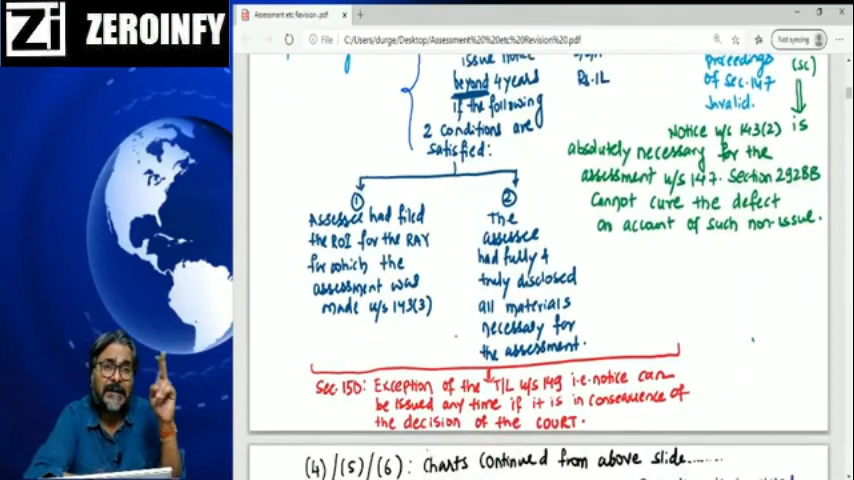 Zi ZEROINFY
Assessment etc Revision .pdf
File
C:/Users/durge/Desktop/Assessment%20%20etc%20Revision%20.pdf
Not syncing
issue notice
beyond 4 years
if the following
2 conditions are
satisfied:
Rs.1L
Proceedings
of sec.147
Invalid.
(SC)
Notice u/s 143(2) is
absolutely necessary for the
assessment u/s 147. Section 292BB
Cannot cure the defect
on account of such non-issue.
①
Assessee had filed
the ROI for the RAY
for which the
assessment was
made u/s 143(3)
②
The
assessee
had fully &
truly disclosed
all materials
necessary for
the assessment.
Sec.150: Exception of the T/L u/s 149 i.e. notice can
be issued any time if it is in consequence of
the decision of the COURT.
(4)/(5)/(6): Charts continued from above slide.......